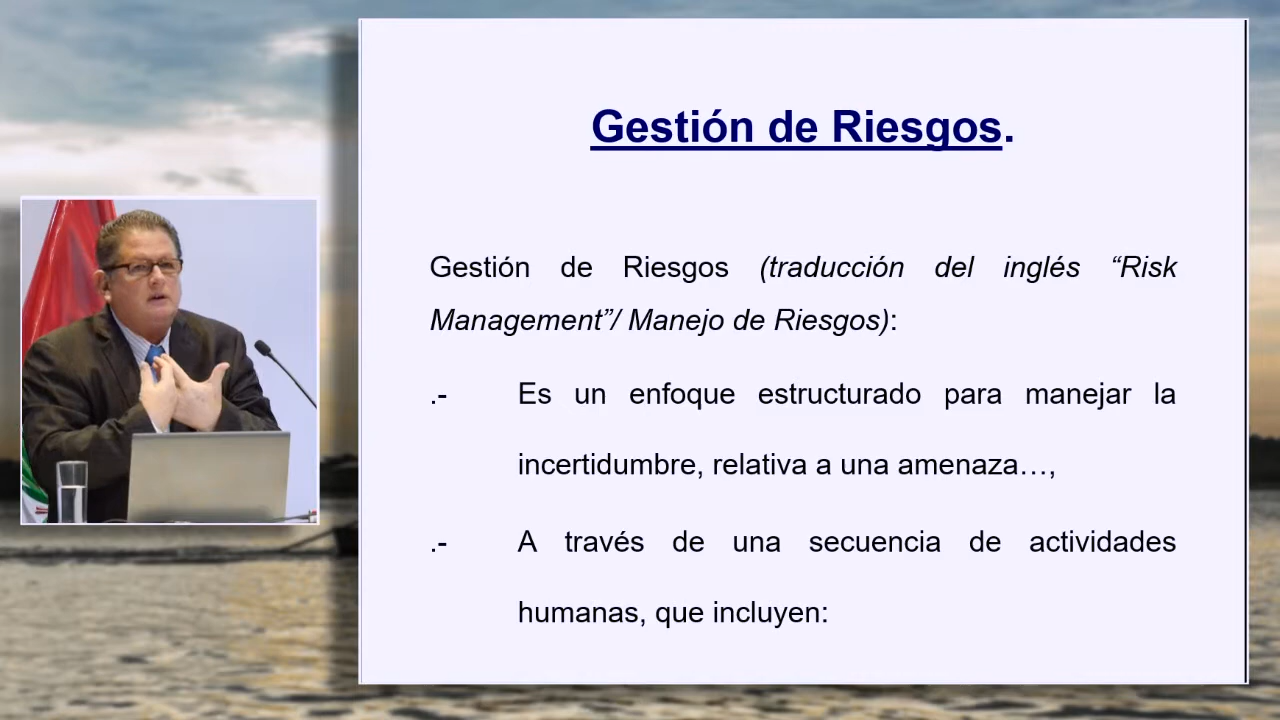 Gestión de Riesgos.
Gestión de Riesgos (traducción del inglés “Risk
Management”/ Manejo de Riesgos):
.- Es un enfoque estructurado para manejar la
incertidumbre, relativa a una amenaza…,
.- A través de una secuencia de actividades
humanas, que incluyen: